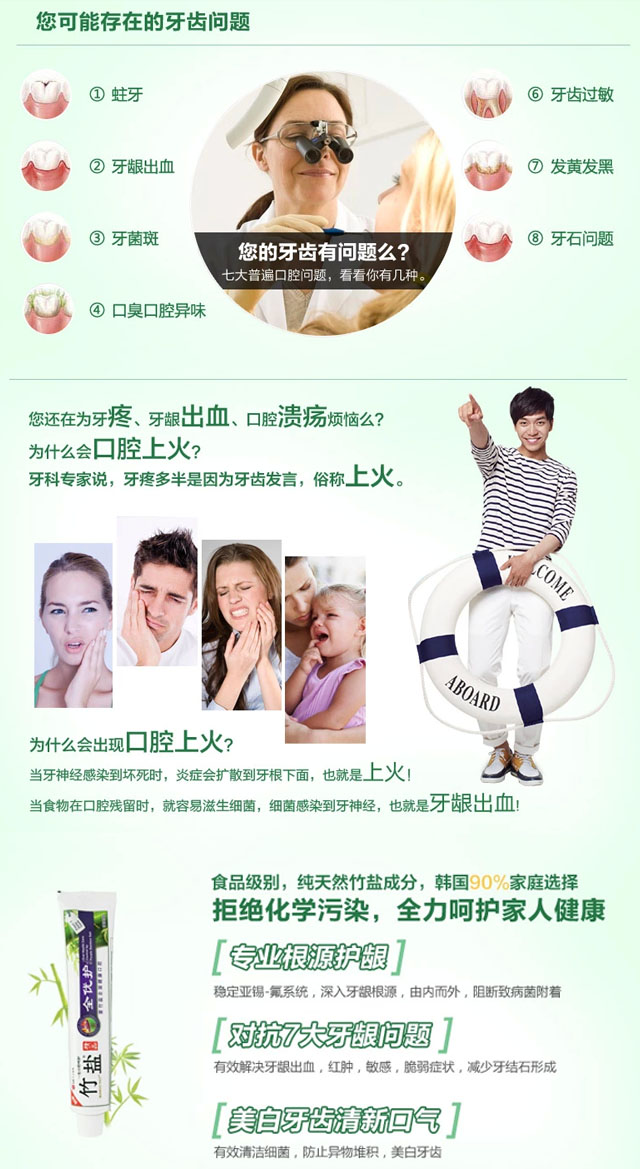 您可能存在的牙齿问题
① 蛀牙
② 牙龈出血
③ 牙菌斑
④ 口臭口腔异味
您的牙齿有问题么?
七大普遍口腔问题，看看你有几种。
⑥ 牙齿过敏
⑦ 发黄发黑
⑧ 牙石问题
您还在为牙疼、牙龈出血、口腔溃疡烦恼么?
为什么会口腔上火?
牙科专家说，牙疼多半是因为牙齿发言，俗称上火。
WELCOME
ABOARD
为什么会出现口腔上火?
当牙神经感染到坏死时，炎症会扩散到牙根下面，也就是上火!
当食物在口腔残留时，就容易滋生细菌，细菌感染到牙神经，也就是牙龈出血!
食品级别，纯天然竹盐成分，韩国90%家庭选择
拒绝化学污染，全力呵护家人健康
[专业根源护龈]
稳定亚锡-氟系统，深入牙龈根源，由内而外，阻断致病菌附着
[对抗7大牙龈问题]
有效解决牙龈出血，红肿，敏感，脆弱症状，减少牙结石形成
[美白牙齿清新口气]
有效清洁细菌，防止异物堆积，美白牙齿
全优护
竹盐